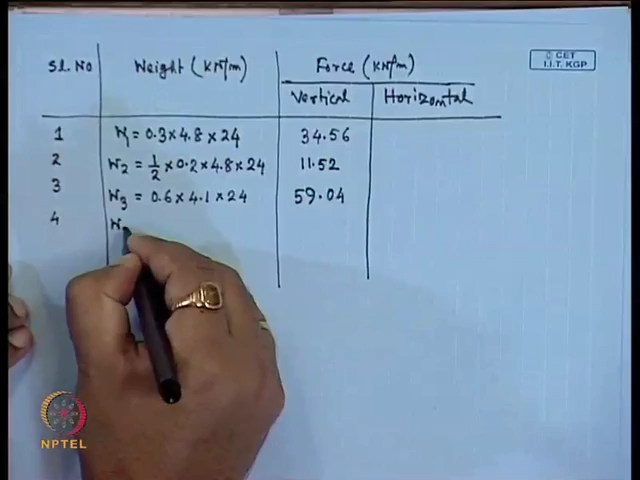 © CET
I.I.T. KGP
Sl. No Weight (kN/m) Force (kN/m)
Vertical Horizontal
1 W1 = 0.3 × 4.8 × 24 34.56
2 W2 = 1/2 × 0.2 × 4.8 × 24 11.52
3 W3 = 0.6 × 4.1 × 24 59.04
4 W
NPTEL